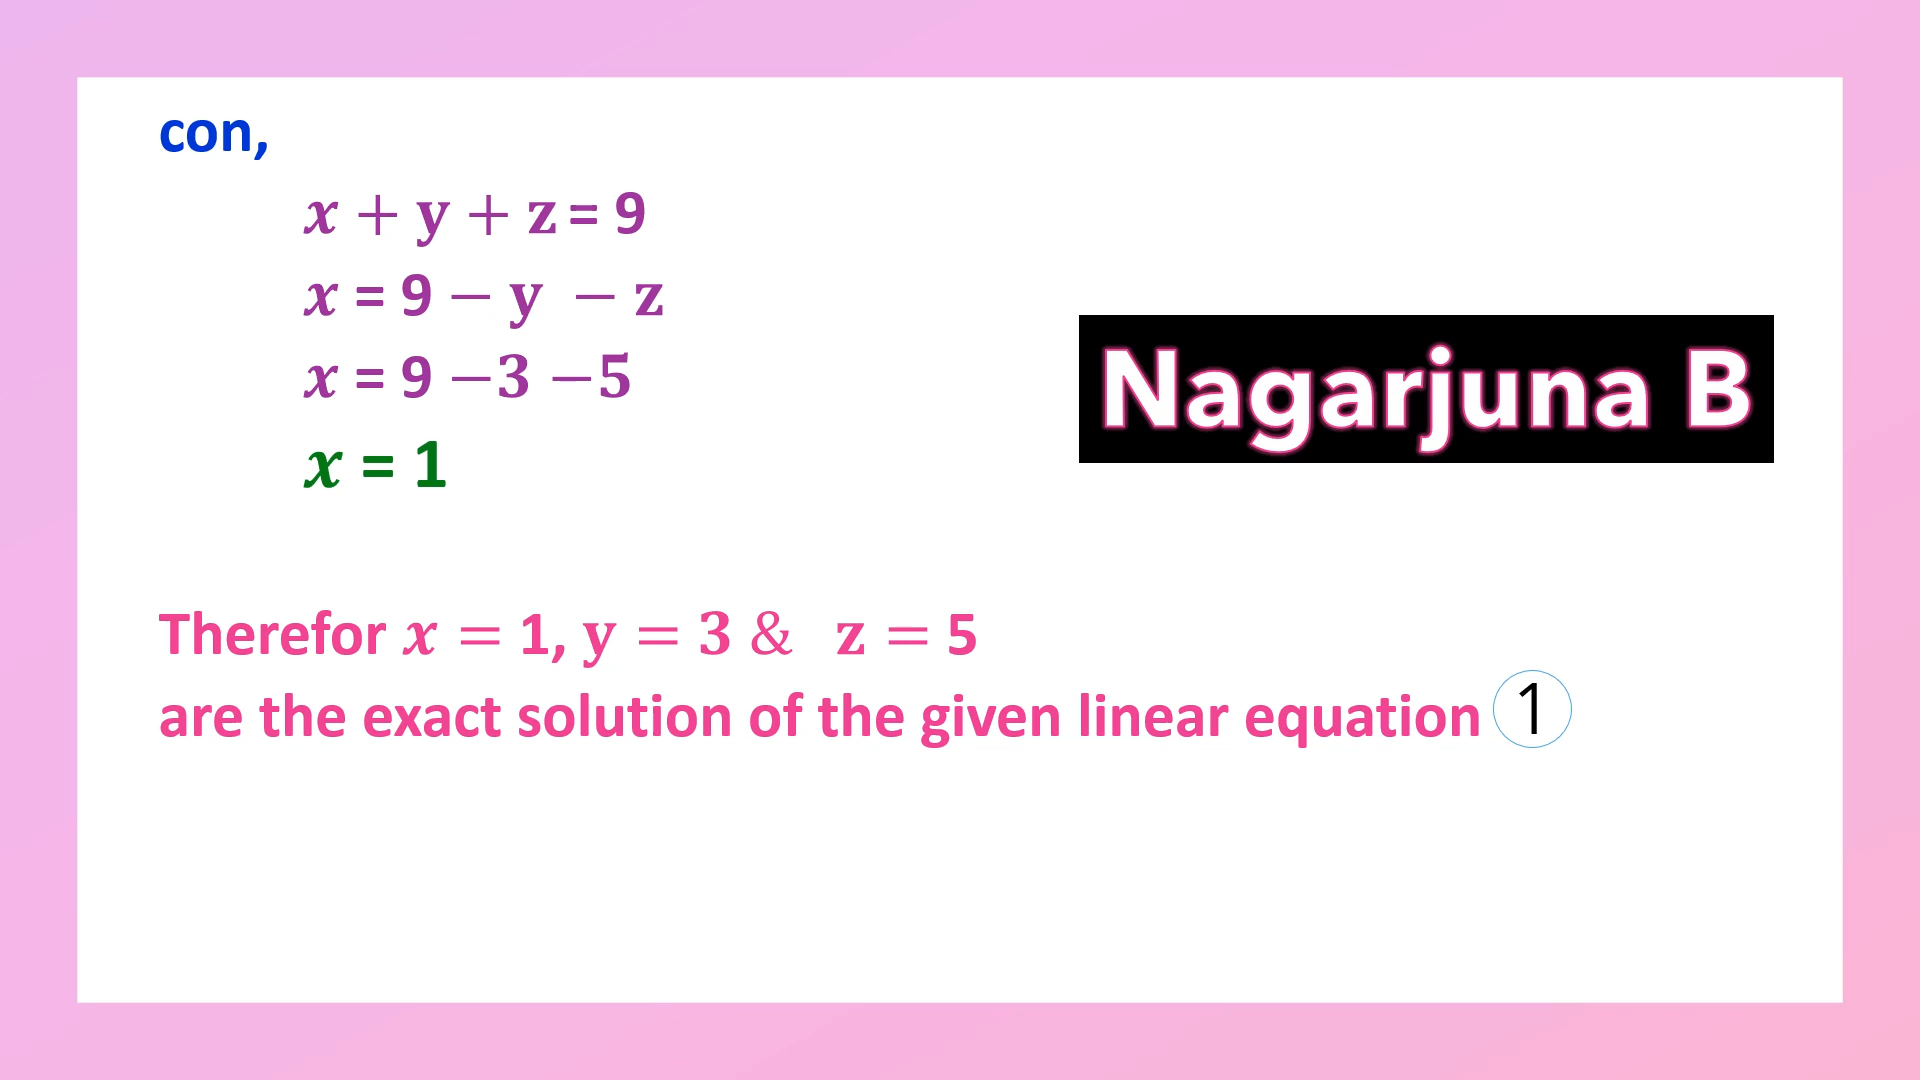 con,
x + y + z = 9
x = 9 − y − z
x = 9 −3 −5
x = 1
Nagarjuna B
Therefor x = 1, y = 3 & z = 5
are the exact solution of the given linear equation 1